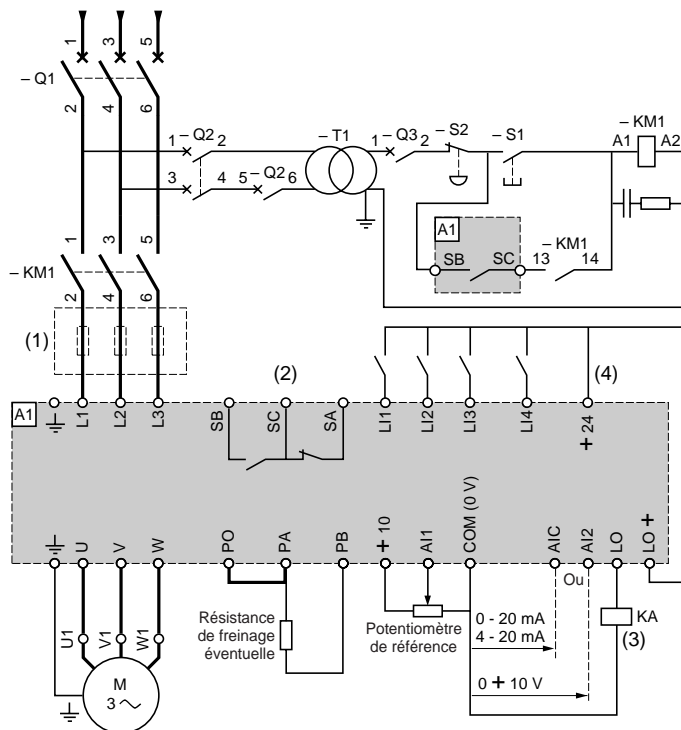 1 3 5
– Q1
2 4 6
1 – Q2 2
– T1
1 – Q3 2
– S2
– S1
– KM1
A1 A2
3 4 5 – Q2 6
A1
SB SC
– KM1
13 14
1 3 5
– KM1
2 4 6
(1)
(2)
(4)
A1
L1 L2 L3 SB SC SA LI1 LI2 LI3 LI4 + 24
U V W PO PA PB + 10 AI1 COM (0 V) AIC AI2 LO LO +
Ou
U1 V1 W1
M
3
Résistance
de freinage
éventuelle
Potentiomètre
de référence
0 - 20 mA
4 - 20 mA
KA
(3)
0 + 10 V